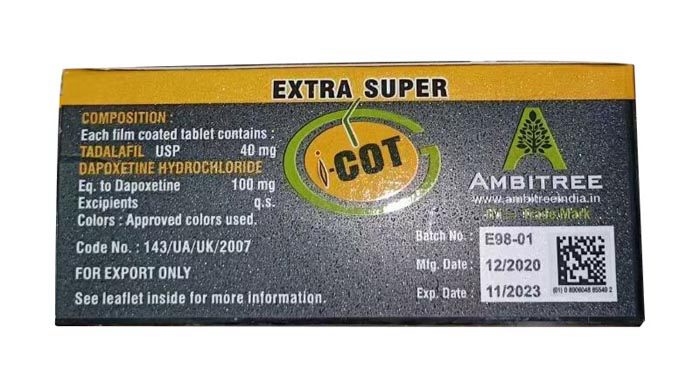 EXTRA SUPER
COMPOSITION :
Each film coated tablet contains :
TADALAFIL USP 40 mg
DAPOXETINE HYDROCHLORIDE
Eq. to Dapoxetine 100 mg
Excipients q.s.
Colors : Approved colors used.
Code No. : 143/UA/UK/2007
FOR EXPORT ONLY
See leaflet inside for more information.
i-COT
AMBITREE
www.ambitreeindia.in
Trade Mark
Batch No. : E98-01
Mfg. Date : 12/2020
Exp. Date : 11/2023